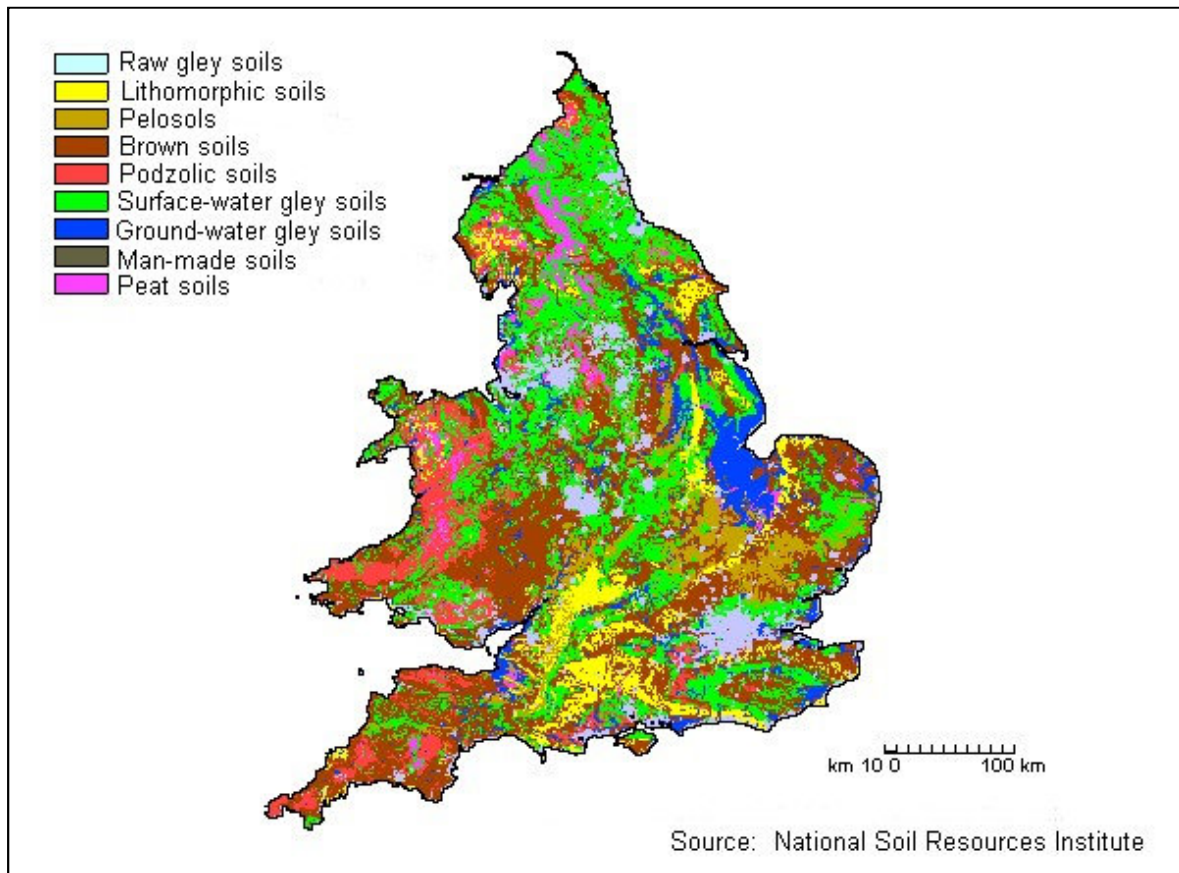 Raw gley soils
Lithomorphic soils
Pelosols
Brown soils
Podzolic soils
Surface-water gley soils
Ground-water gley soils
Man-made soils
Peat soils
km 10 0 100 km
Source: National Soil Resources Institute